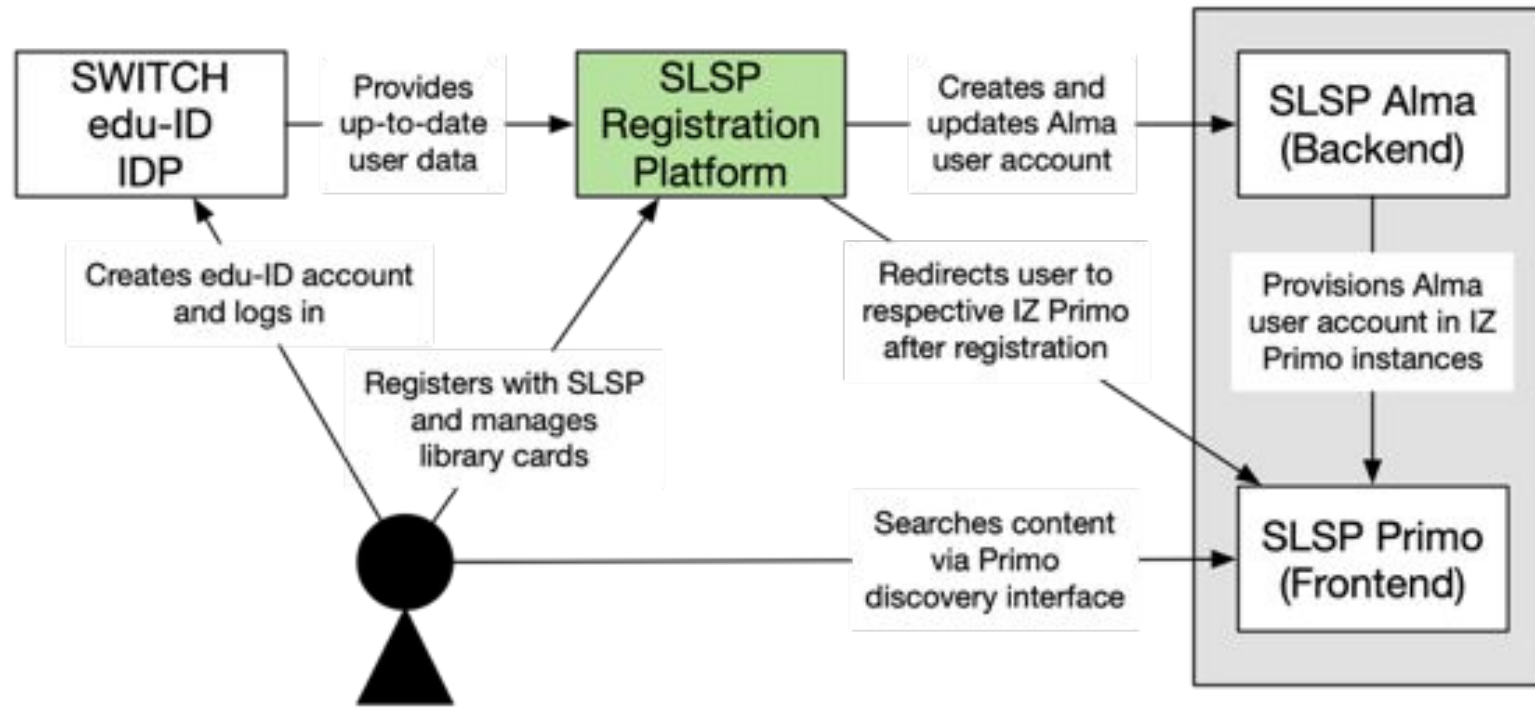 SWITCH
edu-ID
IDP
Provides
up-to-date
user data
SLSP
Registration
Platform
Creates and
updates Alma
user account
SLSP Alma
(Backend)
Creates edu-ID account
and logs in
Registers with SLSP
and manages
library cards
Redirects user to
respective IZ Primo
after registration
Provisions Alma
user account in IZ
Primo instances
Searches content
via Primo
discovery interface
SLSP Primo
(Frontend)